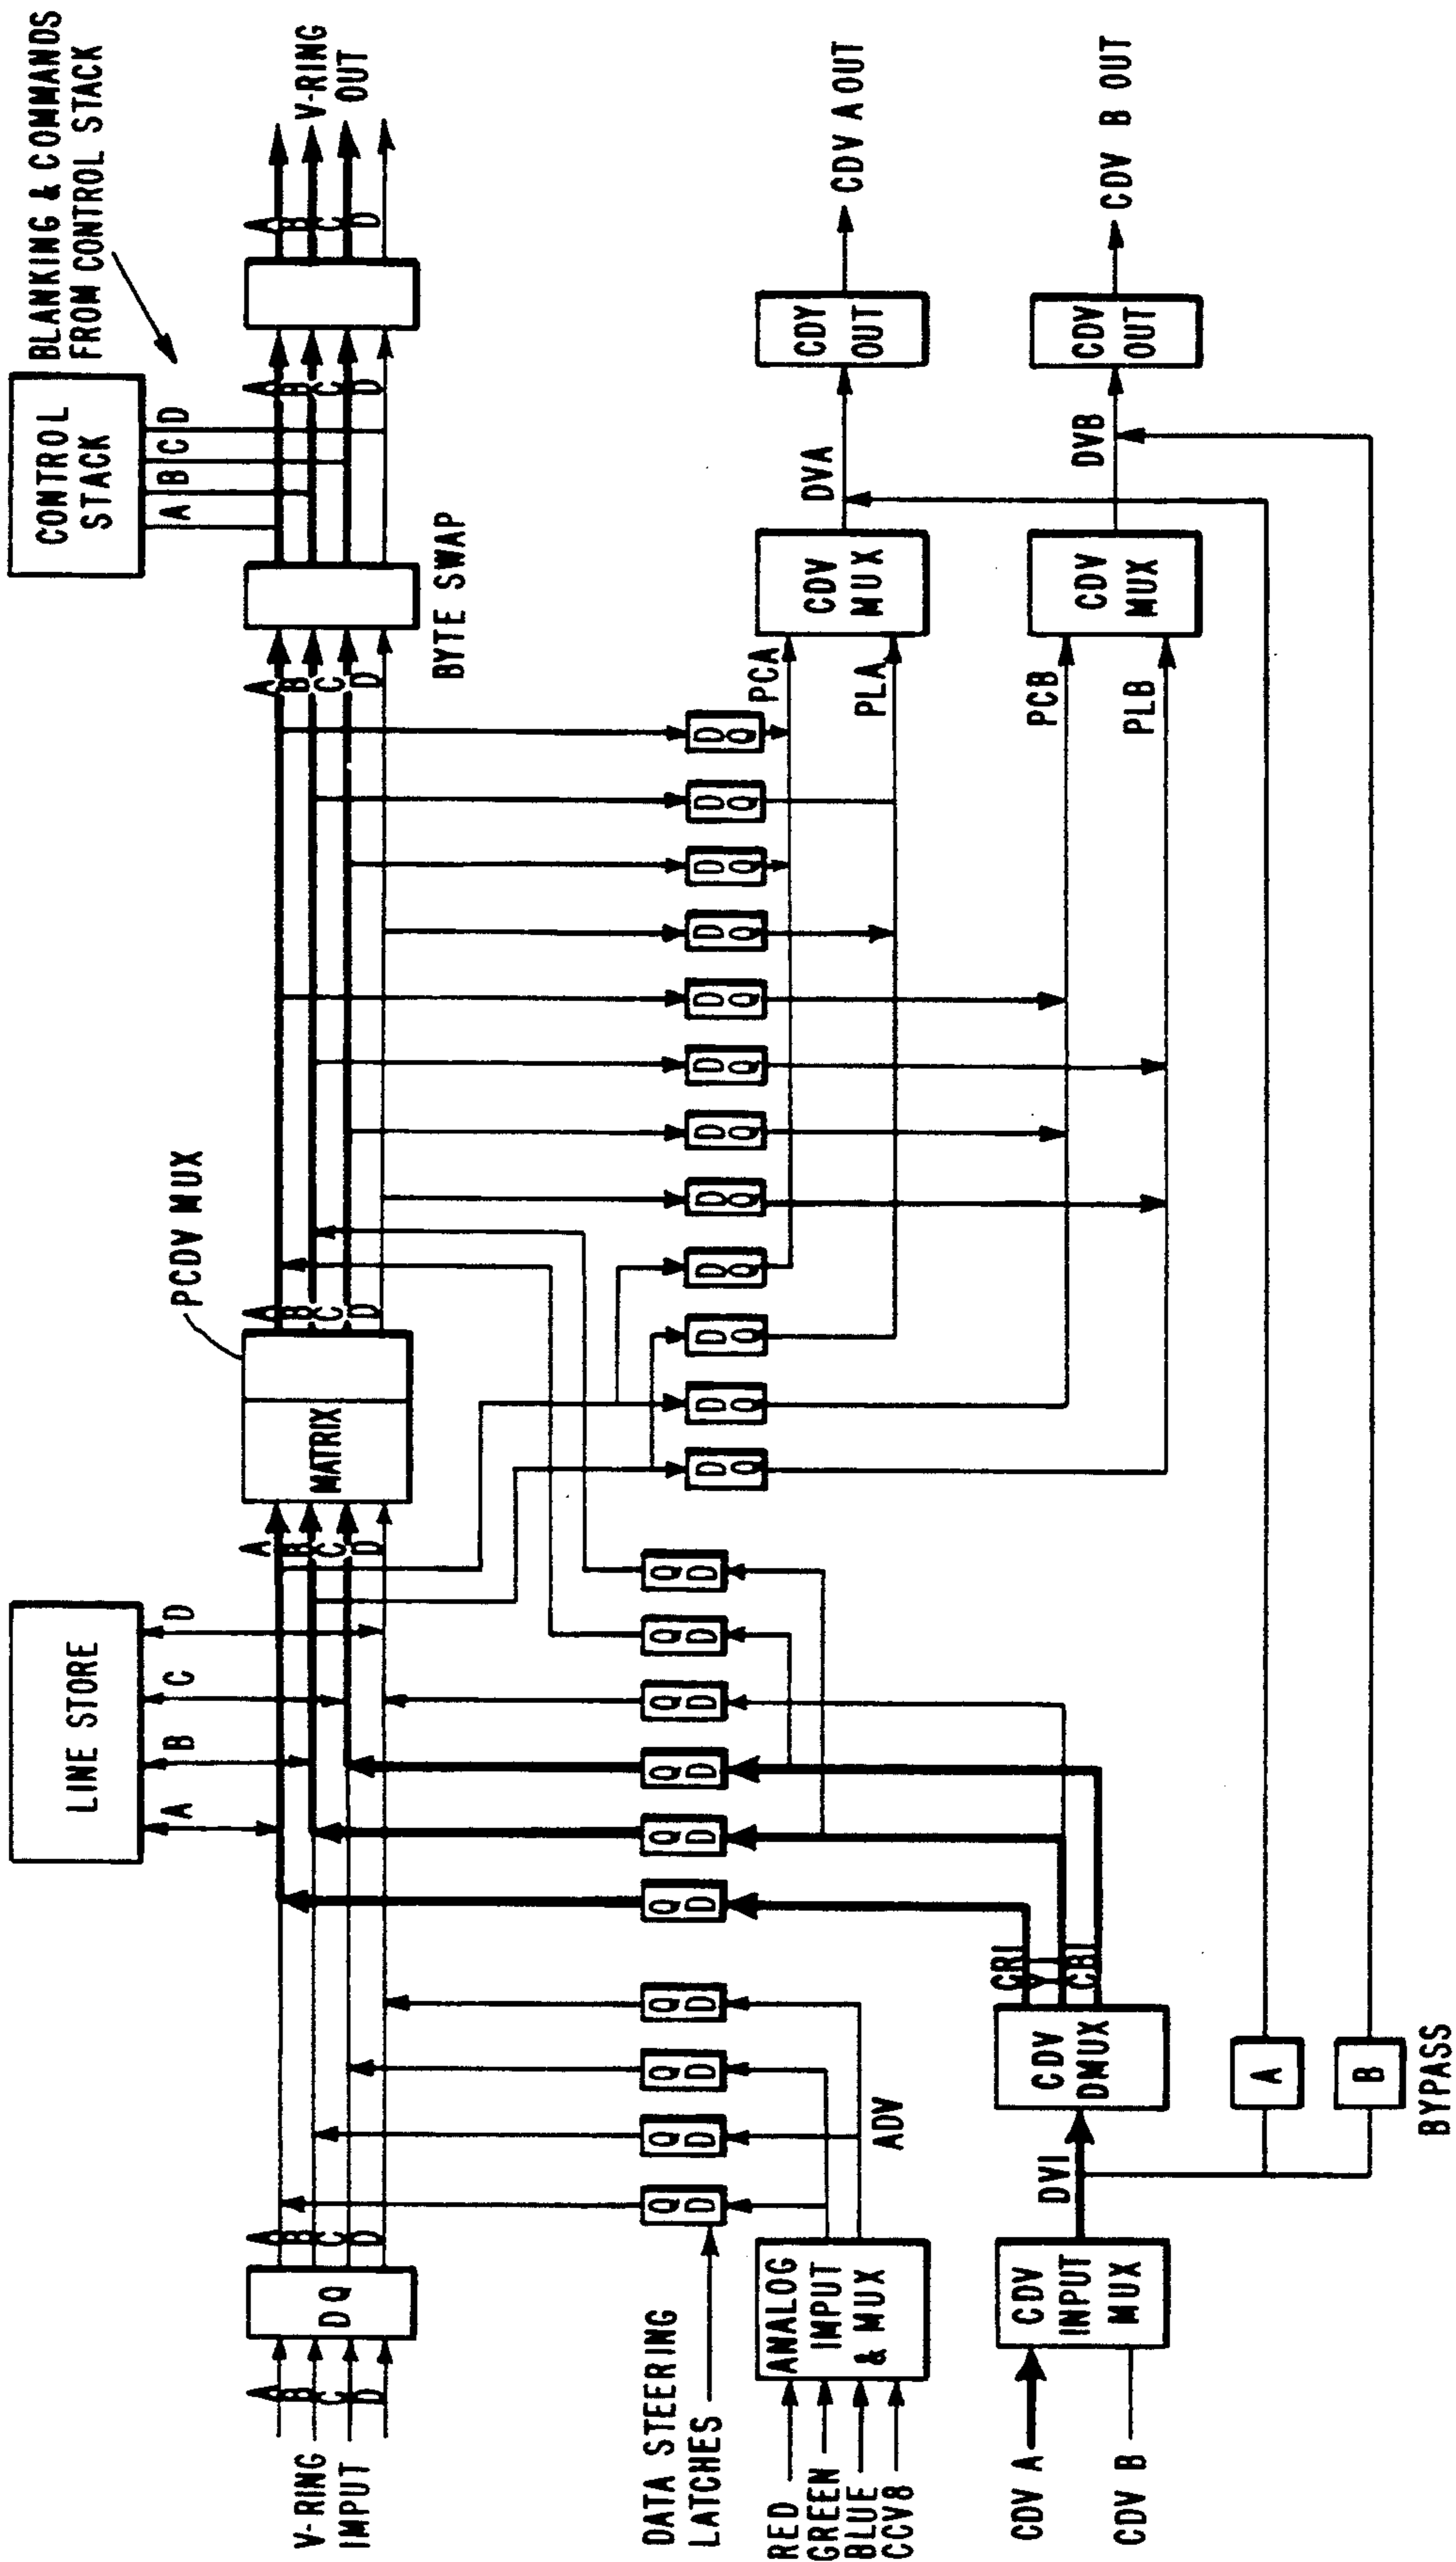 LINE STORE
CONTROL
STACK
BLANKING & COMMANDS
FROM CONTROL STACK
A
B
C
D
A
B
C
D
PCDV MUX
V-RING
IMPUT
A
B
C
D
D Q
A
B
C
D
A
B
C
D
MATRIX
A
B
C
D
A
B
C
D
BYTE SWAP
A
B
C
D
A
B
C
D
V-RING
OUT
DATA STEERING
LATCHES
Q
D
Q
D
Q
D
Q
D
Q
D
Q
D
Q
D
Q
D
Q
D
Q
D
D
Q
D
Q
D
Q
D
Q
D
Q
D
Q
D
Q
D
Q
D
Q
D
Q
D
Q
D
Q
RED
GREEN
BLUE
CCV8
ANALOG
IMPUT
& MUX
ADV
PCA
PLA
CDV
MUX
DVA
CDY
OUT
CDV A OUT
CDV A
CDV B
CDV
INPUT
MUX
DVI
CDV
DMUX
CRI
YI
CBI
PCB
PLB
CDV
MUX
DVB
CDV
OUT
CDV B OUT
A
B
BYPASS